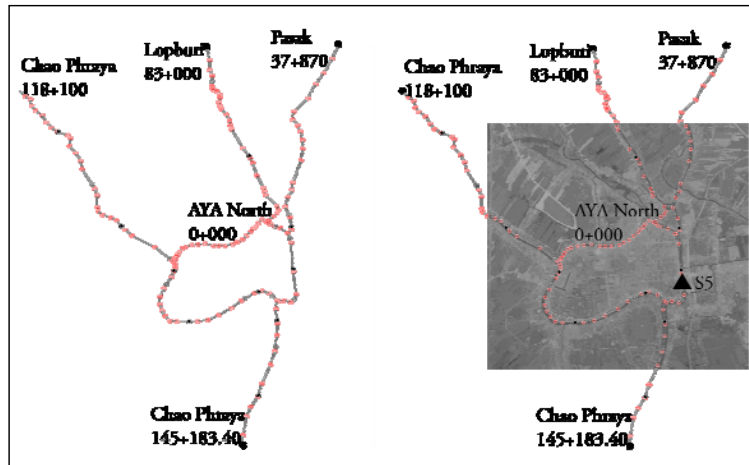 Lopburi
83+000
Pasak
37+870
Chao Phraya
118+100
AYA North
0+000
Chao Phraya
145+183.40
Lopburi
83+000
Pasak
37+870
Chao Phraya
118+100
AYA North
0+000
S5
Chao Phraya
145+183.40